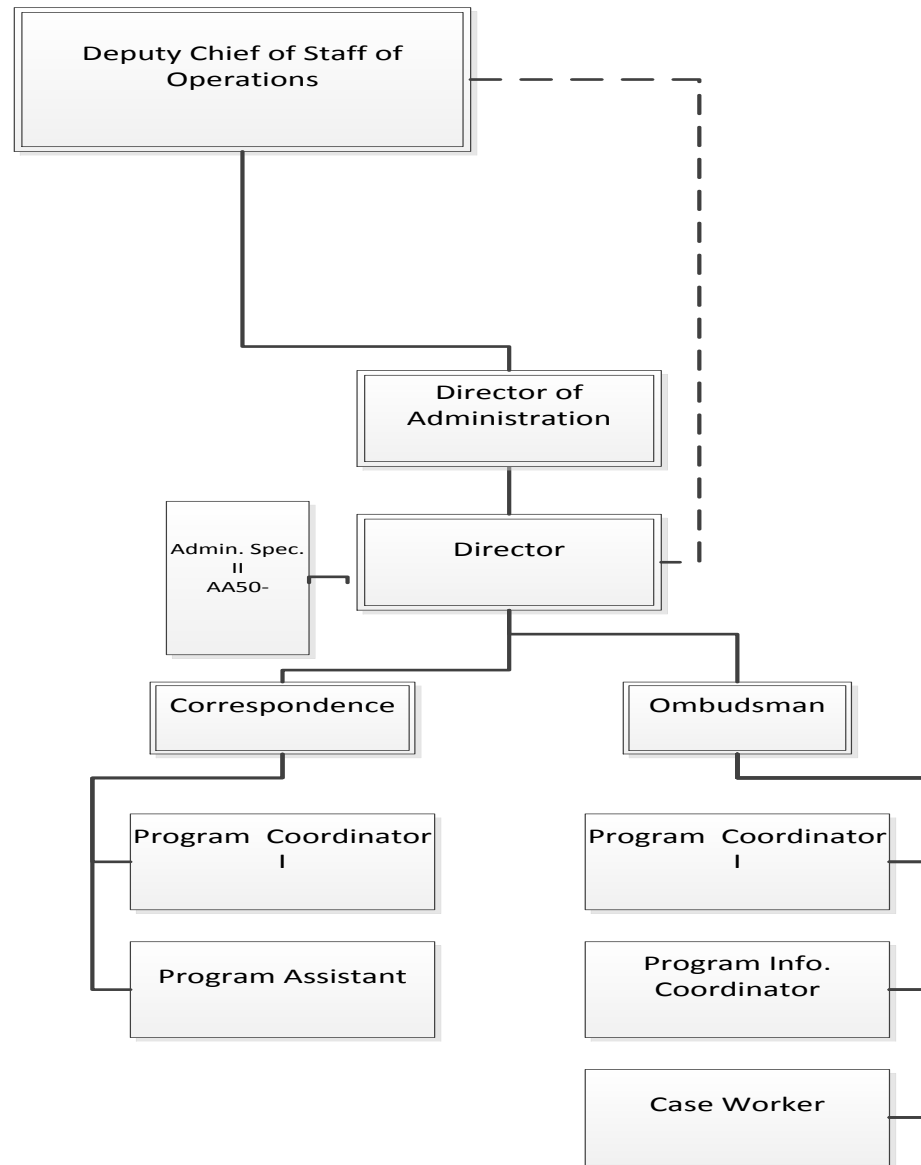 Deputy Chief of Staff of
Operations
Director of
Administration
Admin. Spec.
II
AA50-
Director
Correspondence
Ombudsman
Program Coordinator
I
Program Coordinator
I
Program Assistant
Program Info.
Coordinator
Case Worker